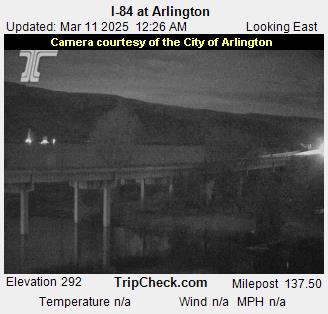 I-84 at Arlington
Updated: Mar 11 2025 12:26 AM Looking East
Camera courtesy of the City of Arlington
Elevation 292 TripCheck.com Milepost 137.50
Temperature n/a Wind n/a MPH n/a